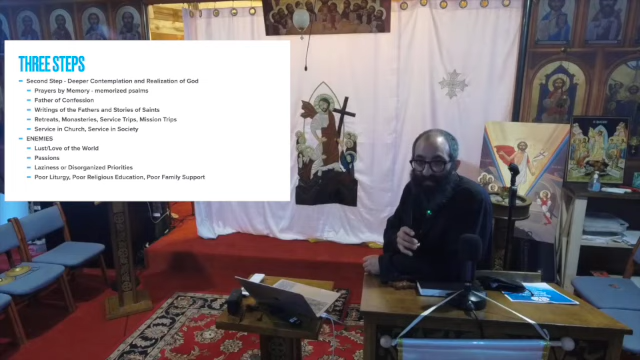 THREE STEPS
Second Step - Deeper Contemplation and Realization of God
Prayers by Memory - memorized psalms
Father of Confession
Writings of the Fathers and Stories of Saints
Retreats, Monasteries, Service Trips, Mission Trips
Service in Church, Service in Society
ENEMIES
Lust/Love of the World
Passions
Laziness or Disorganized Priorities
Poor Liturgy, Poor Religious Education, Poor Family Support